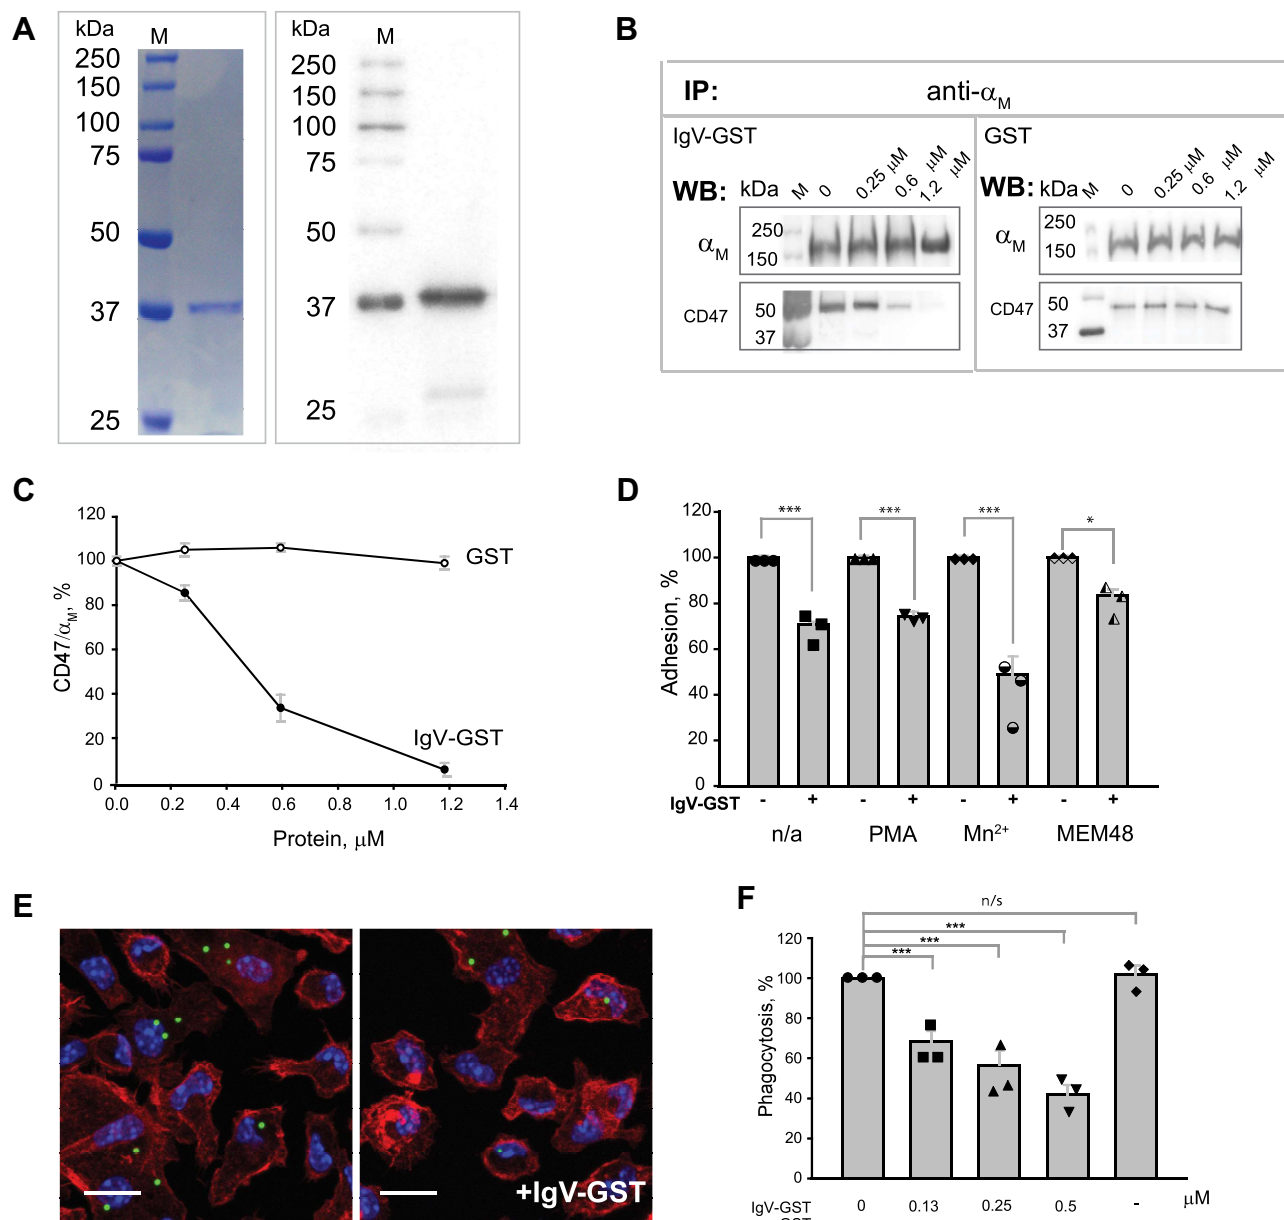 A
kDa
M
250
150
100
75
50
37
25
kDa
M
250
150
100
75
50
37
25
B
IP: anti-αM
IgV-GST
WB: kDa M 0 0.25 μM 0.6 μM 1.2 μM
αM
250
150
CD47
50
37
GST
WB: kDa M 0 0.25 μM 0.6 μM 1.2 μM
αM
250
150
CD47
50
37
C
120
100
80
60
40
20
0
CD47/αM, %
GST
IgV-GST
0.0 0.2 0.4 0.6 0.8 1.0 1.2 1.4
Protein, μM
D
120
100
80
60
40
20
0
Adhesion, %
*** *** *** *
IgV-GST - + - + - + - +
n/a PMA Mn2+ MEM48
E
+IgV-GST
F
n/s
***
***
***
120
100
80
60
40
20
0
Phagocytosis, %
IgV-GST 0 0.13 0.25 0.5 - μM